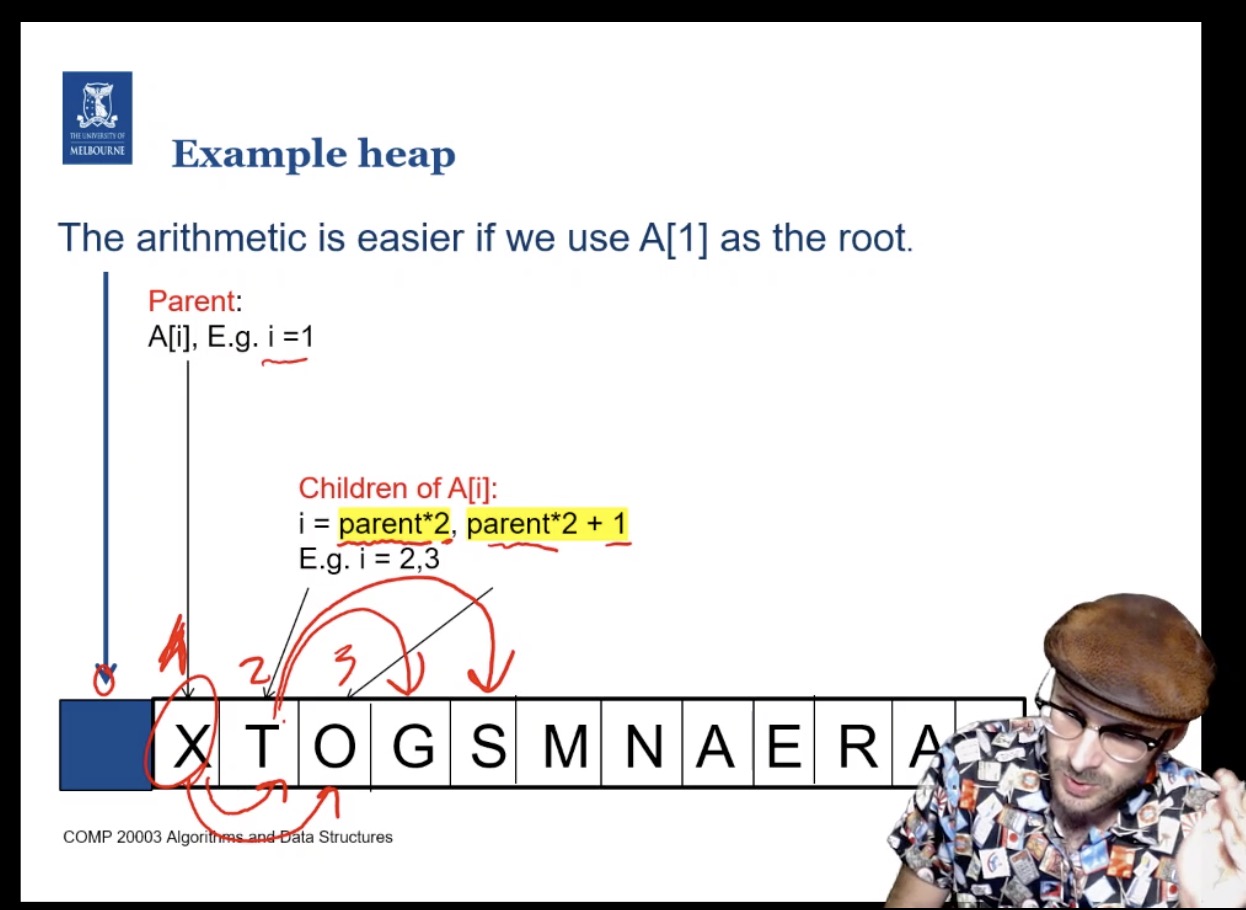 THE UNIVERSITY OF
MELBOURNE
Example heap
The arithmetic is easier if we use A[1] as the root.
Parent:
A[i], E.g. i =1
Children of A[i]:
i = parent*2, parent*2 + 1
E.g. i = 2,3
0 1 2 3
X T O G S M N A E R A
COMP 20003 Algorithms and Data Structures